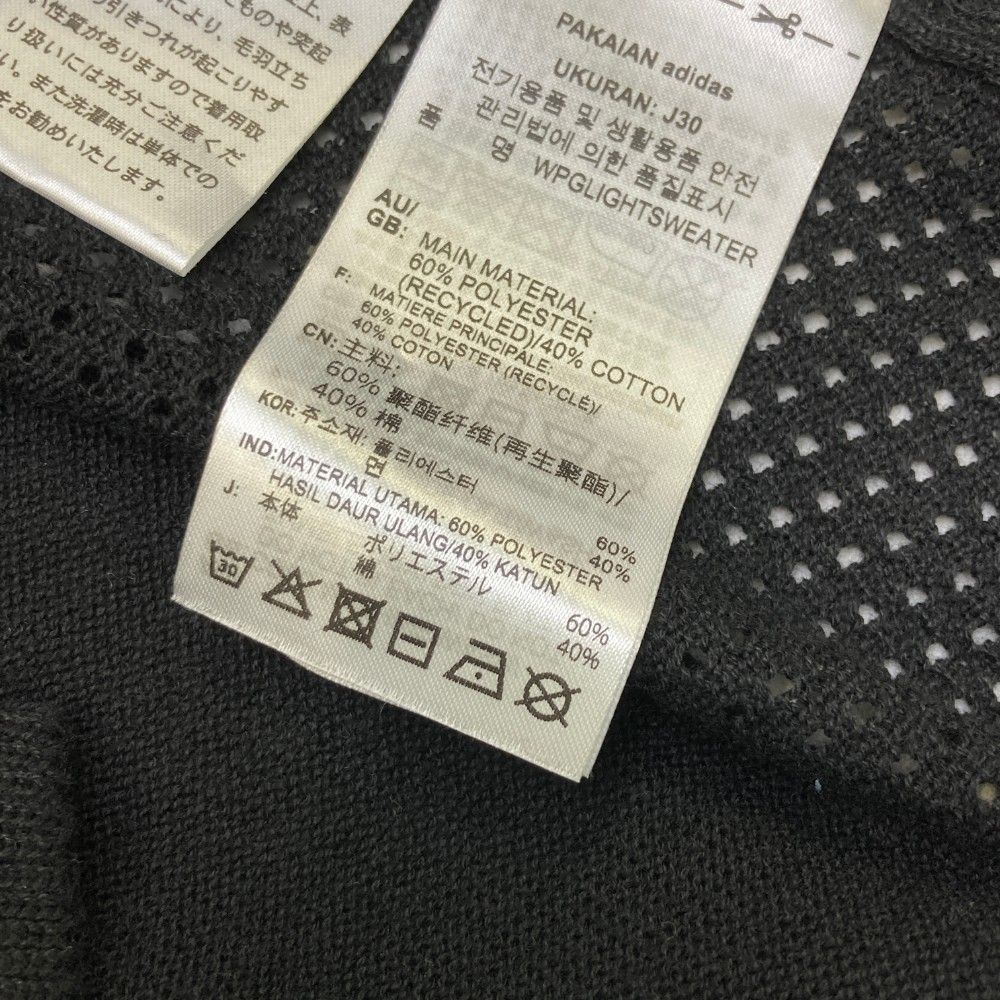 上、表
ものや突起
により、毛羽立ち
引きつれが起こりやす
い性質がありますので着用取
り扱いには充分ご注意くだ
い。また洗濯時は単体での
をお勧めいたします。
PAKAIAN adidas
UKURAN: J30
전기용품 및 생활용품 안전
관리법에 의한 품질표시
품 명 WPGLIGHTSWEATER
AU/
GB: MAIN MATERIAL:
60% POLYESTER
(RECYCLED)/40% COTTON
F: MATIERE PRINCIPALE:
60% POLYESTER (RECYCLÉ)/
40% COTON
CN: 主料:
60% 聚酯纤维(再生聚酯)/
40% 棉
KOR: 주소재: 폴리에스터 60%
면 40%
IND: MATERIAL UTAMA: 60% POLYESTER
HASIL DAUR ULANG/40% KATUN
J: 本体 ポリエステル 60%
綿 40%
30